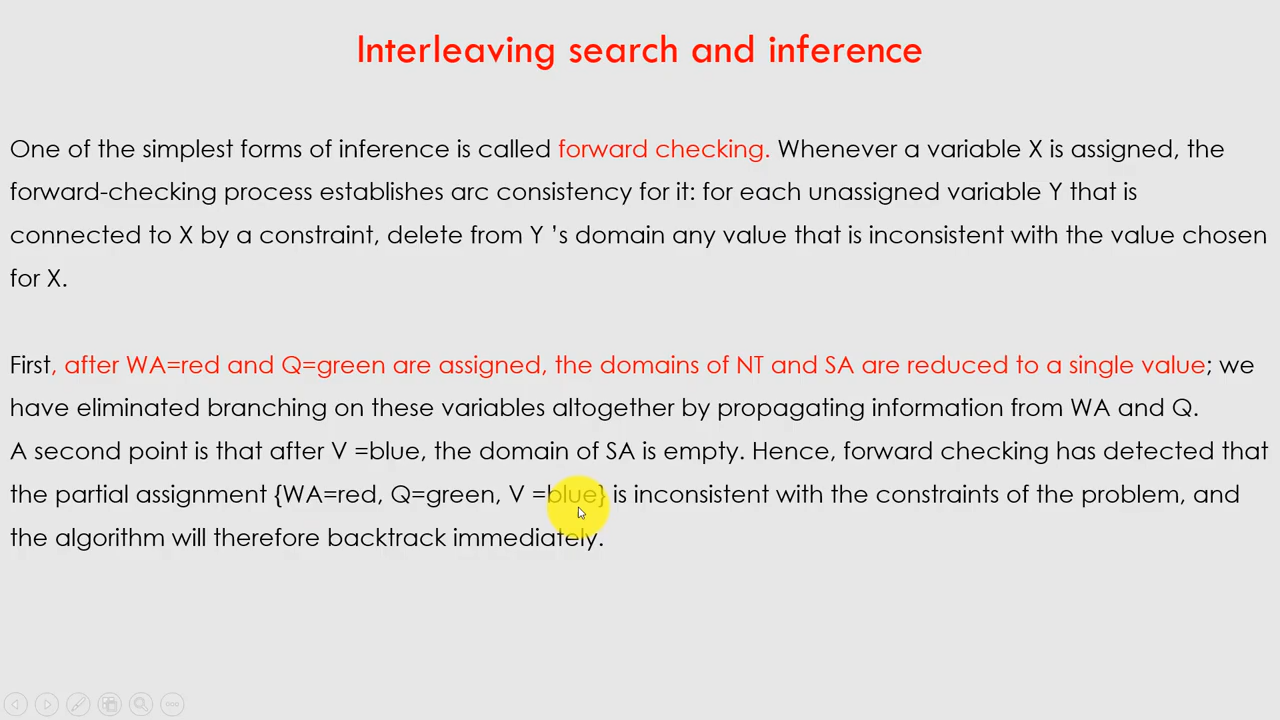 Interleaving search and inference
One of the simplest forms of inference is called forward checking. Whenever a variable X is assigned, the
forward-checking process establishes arc consistency for it: for each unassigned variable Y that is
connected to X by a constraint, delete from Y ’s domain any value that is inconsistent with the value chosen
for X.
First, after WA=red and Q=green are assigned, the domains of NT and SA are reduced to a single value; we
have eliminated branching on these variables altogether by propagating information from WA and Q.
A second point is that after V =blue, the domain of SA is empty. Hence, forward checking has detected that
the partial assignment {WA=red, Q=green, V =blue} is inconsistent with the constraints of the problem, and
the algorithm will therefore backtrack immediately.